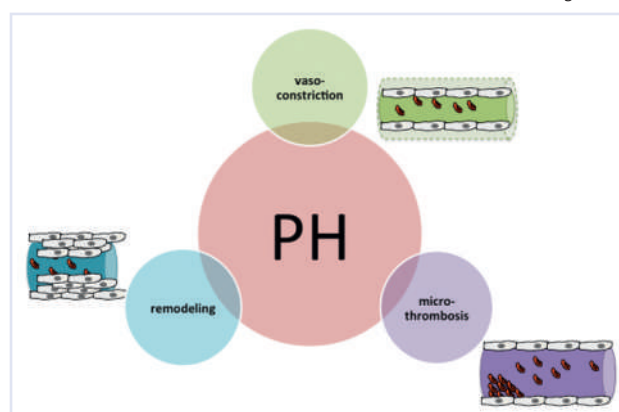 vaso-
constriction
PH
remodeling
micro-
thrombosis